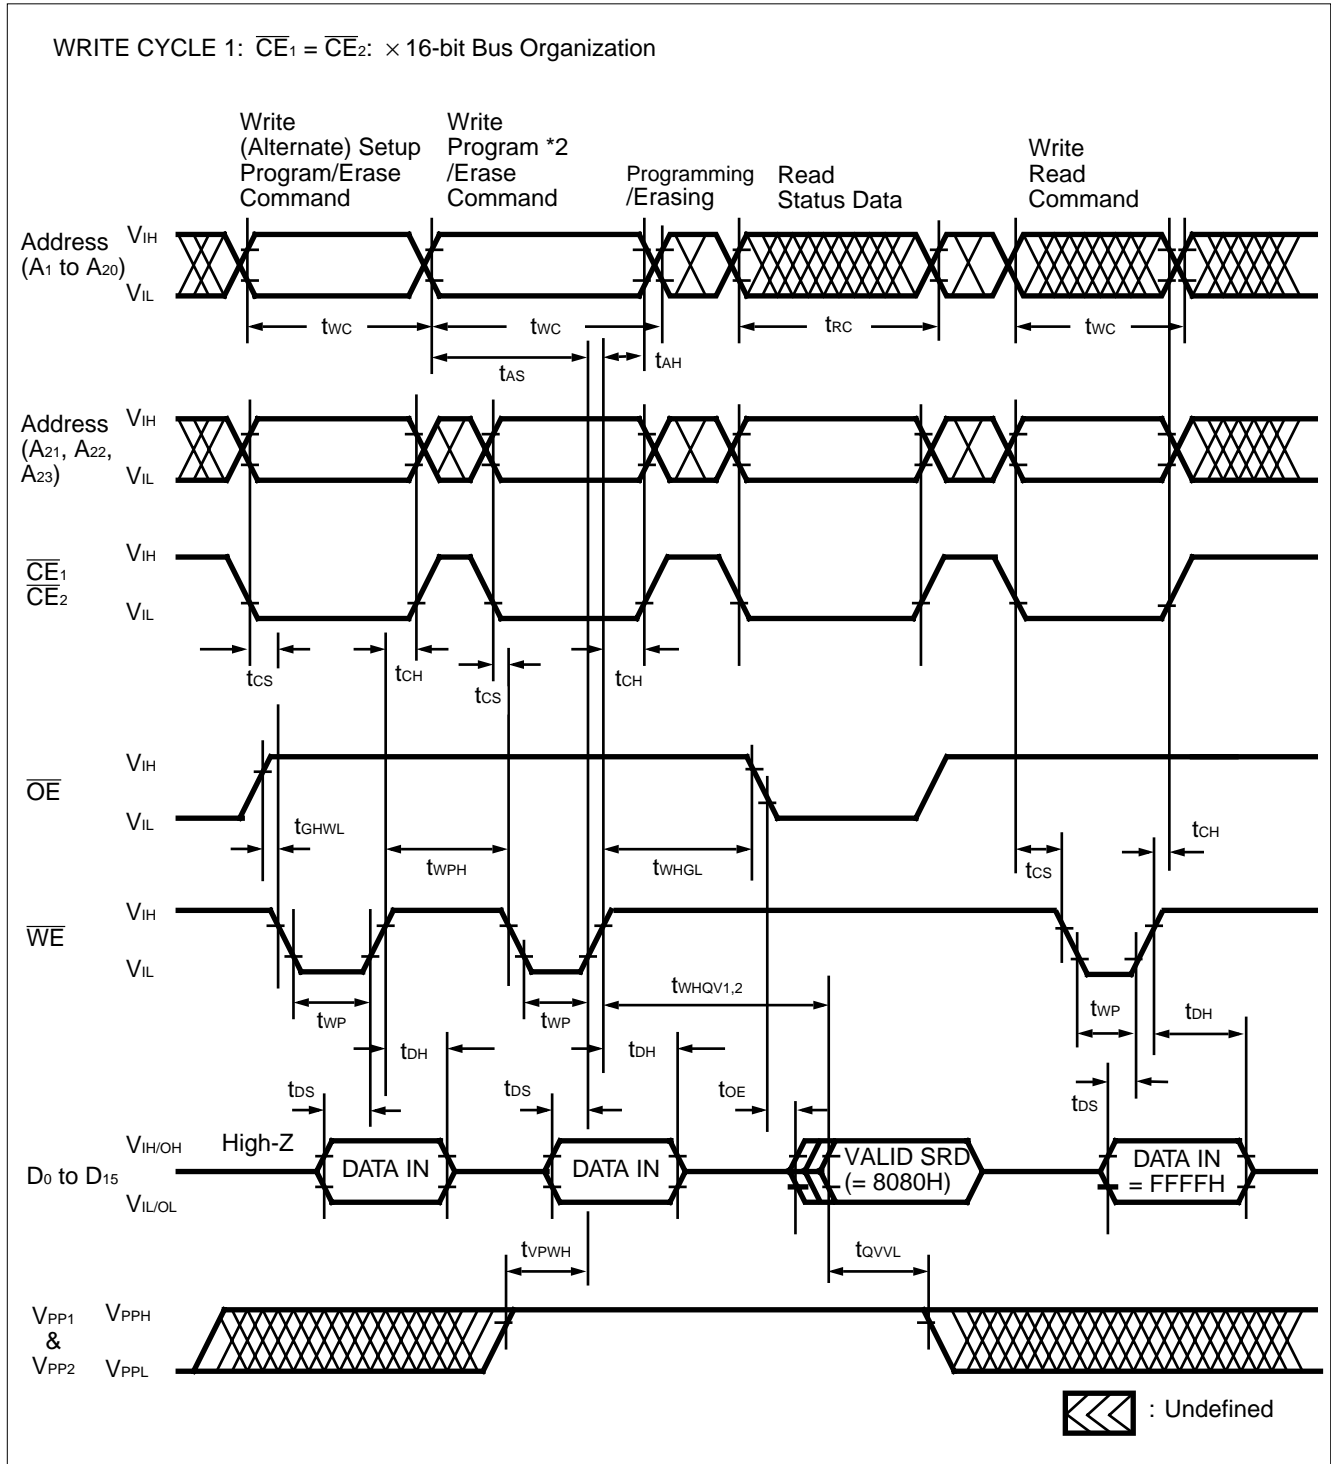 WRITE CYCLE 1: CE1 = CE2: ×16-bit Bus Organization
Write
(Alternate) Setup
Program/Erase
Command
Write
Program *2
/Erase
Command
Programming
/Erasing
Read
Status Data
Write
Read
Command
Address
(A1 to A20)
VIH
VIL
tWC
tWC
tRC
tWC
tAS
tAH
Address
(A21, A22,
A23)
VIH
VIL
CE1
CE2
VIH
VIL
tCS
tCH
tCS
tCH
OE
VIH
VIL
tGHWL
tWPH
tWHGL
tCS
tCH
WE
VIH
VIL
tWP
tWP
tWHQV1,2
tWP
tDH
tDH
tDH
tDS
tDS
tOE
tDS
D0 to D15
VIH/OH
VIL/OL
High-Z
DATA IN
DATA IN
VALID SRD
(= 8080H)
DATA IN
= FFFFH
tVPWH
tQVVL
VPP1
&
VPP2
VPPH
VPPL
: Undefined